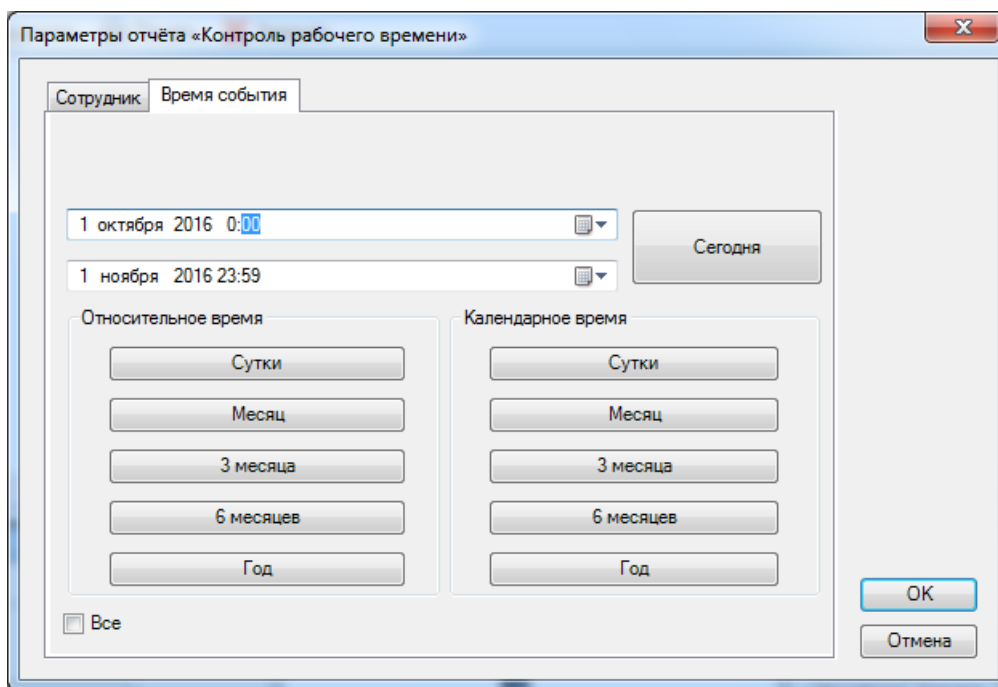 Параметры отчёта «Контроль рабочего времени»
Сотрудник Время события
1 октября 2016 0:00
Сегодня
1 ноября 2016 23:59
Относительное время Календарное время
Сутки Сутки
Месяц Месяц
3 месяца 3 месяца
6 месяцев 6 месяцев
Год Год
OK
Все
Отмена